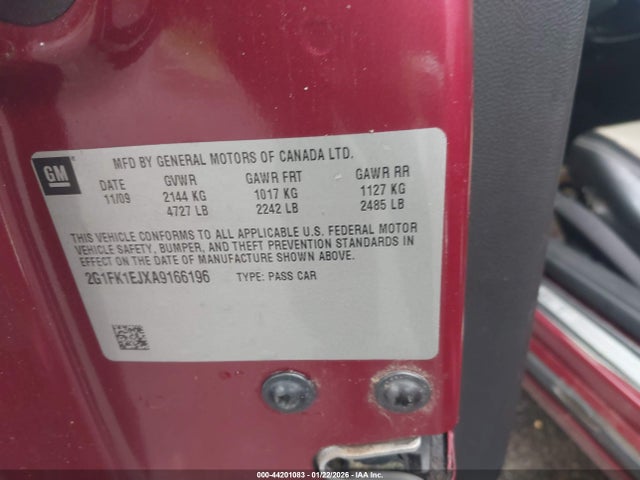 GM
MFD BY GENERAL MOTORS OF CANADA LTD.
DATE GVWR GAWR FRT GAWR RR
11/09 2144 KG 1017 KG 1127 KG
4727 LB 2242 LB 2485 LB
THIS VEHICLE CONFORMS TO ALL APPLICABLE U.S. FEDERAL MOTOR
VEHICLE SAFETY, BUMPER, AND THEFT PREVENTION STANDARDS IN
EFFECT ON THE DATE OF MANUFACTURE SHOWN ABOVE.
2G1FK1EJXA9166196 TYPE: PASS CAR
000-44201083 - 01/22/2026 - IAA Inc.